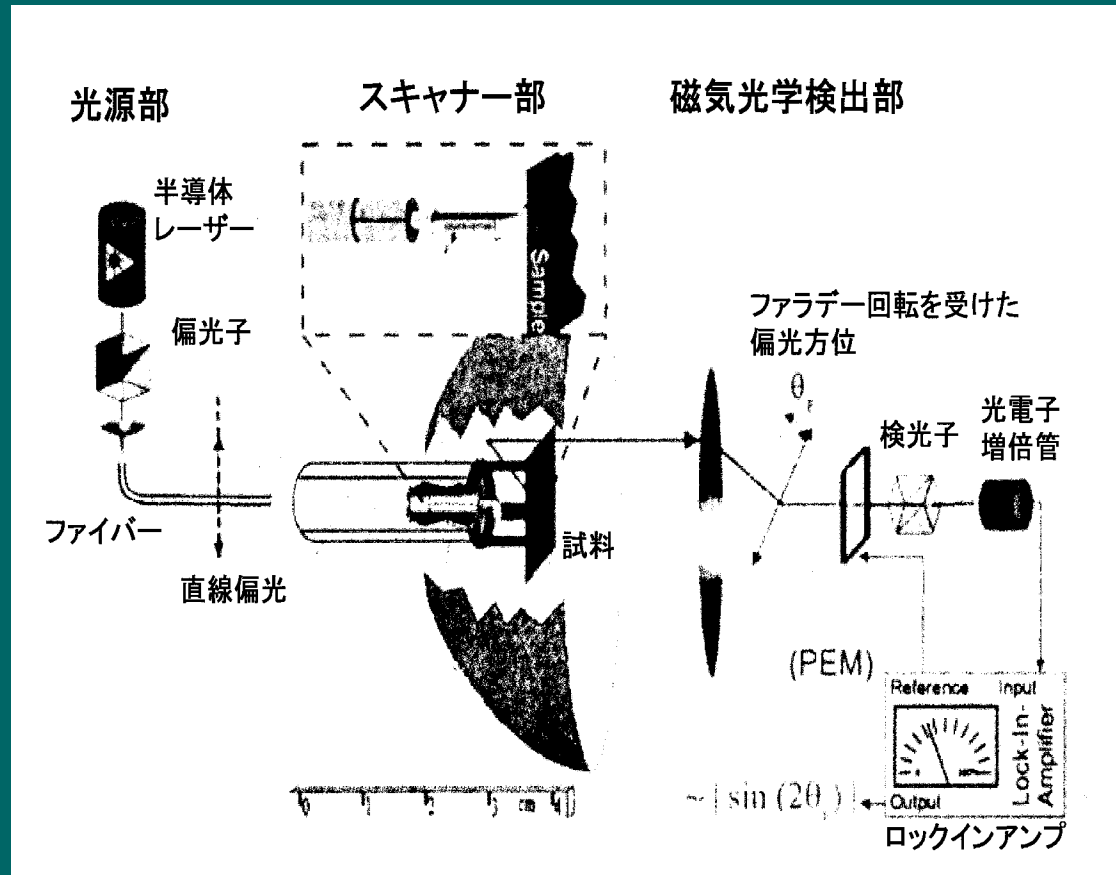 光源部
スキャナー部
磁気光学検出部
半導体
レーザー
偏光子
ファイバー
直線偏光
Sample
試料
ファラデー回転を受けた
偏光方位
θ
検光子
光電子
増倍管
(PEM)
Reference Input
Lock-In-
Amplifier
Output
~| sin (2θ )|
cm
ロックインアンプ